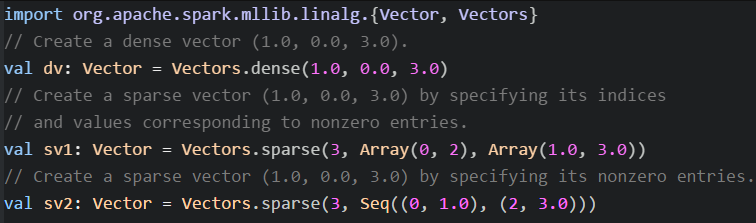 import org.apache.spark.mllib.linalg.{Vector, Vectors}
// Create a dense vector (1.0, 0.0, 3.0).
val dv: Vector = Vectors.dense(1.0, 0.0, 3.0)
// Create a sparse vector (1.0, 0.0, 3.0) by specifying its indices
// and values corresponding to nonzero entries.
val sv1: Vector = Vectors.sparse(3, Array(0, 2), Array(1.0, 3.0))
// Create a sparse vector (1.0, 0.0, 3.0) by specifying its nonzero entries.
val sv2: Vector = Vectors.sparse(3, Seq((0, 1.0), (2, 3.0)))